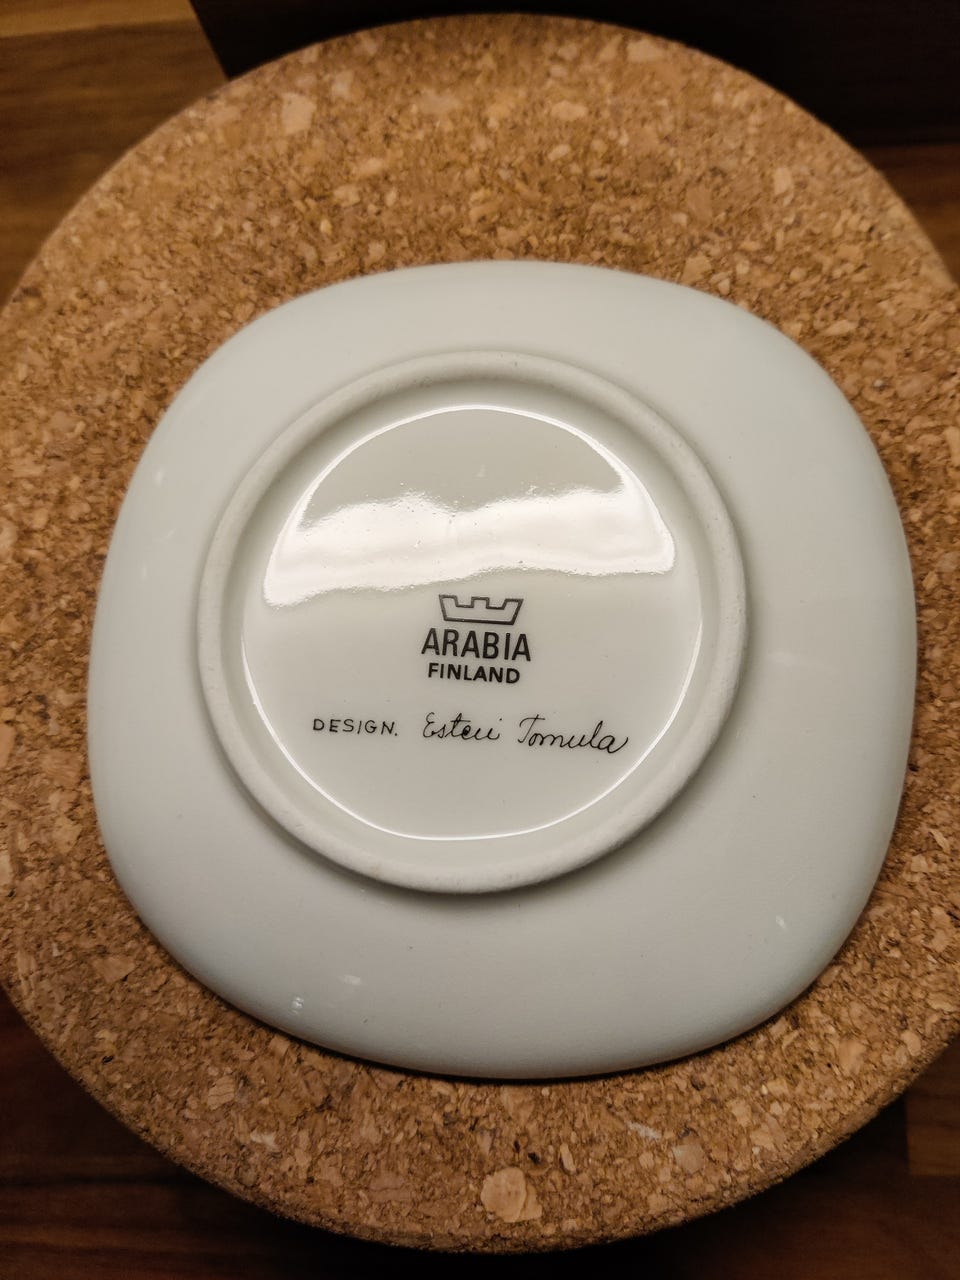 ARABIA
FINLAND
DESIGN. Esteri Tomula